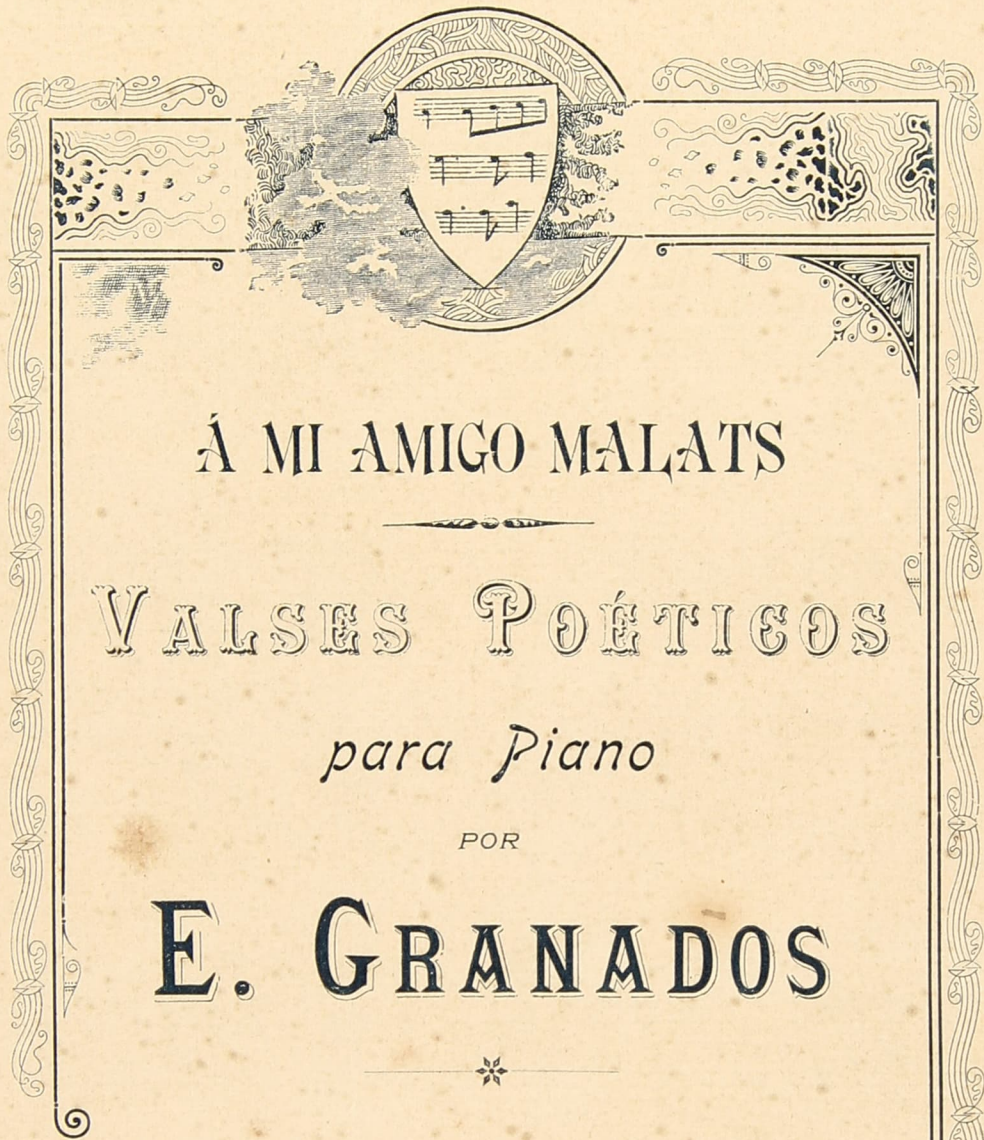 Á MI AMIGO MALATS
VALSES POÉTICOS
para Piano
POR
E. GRANADOS